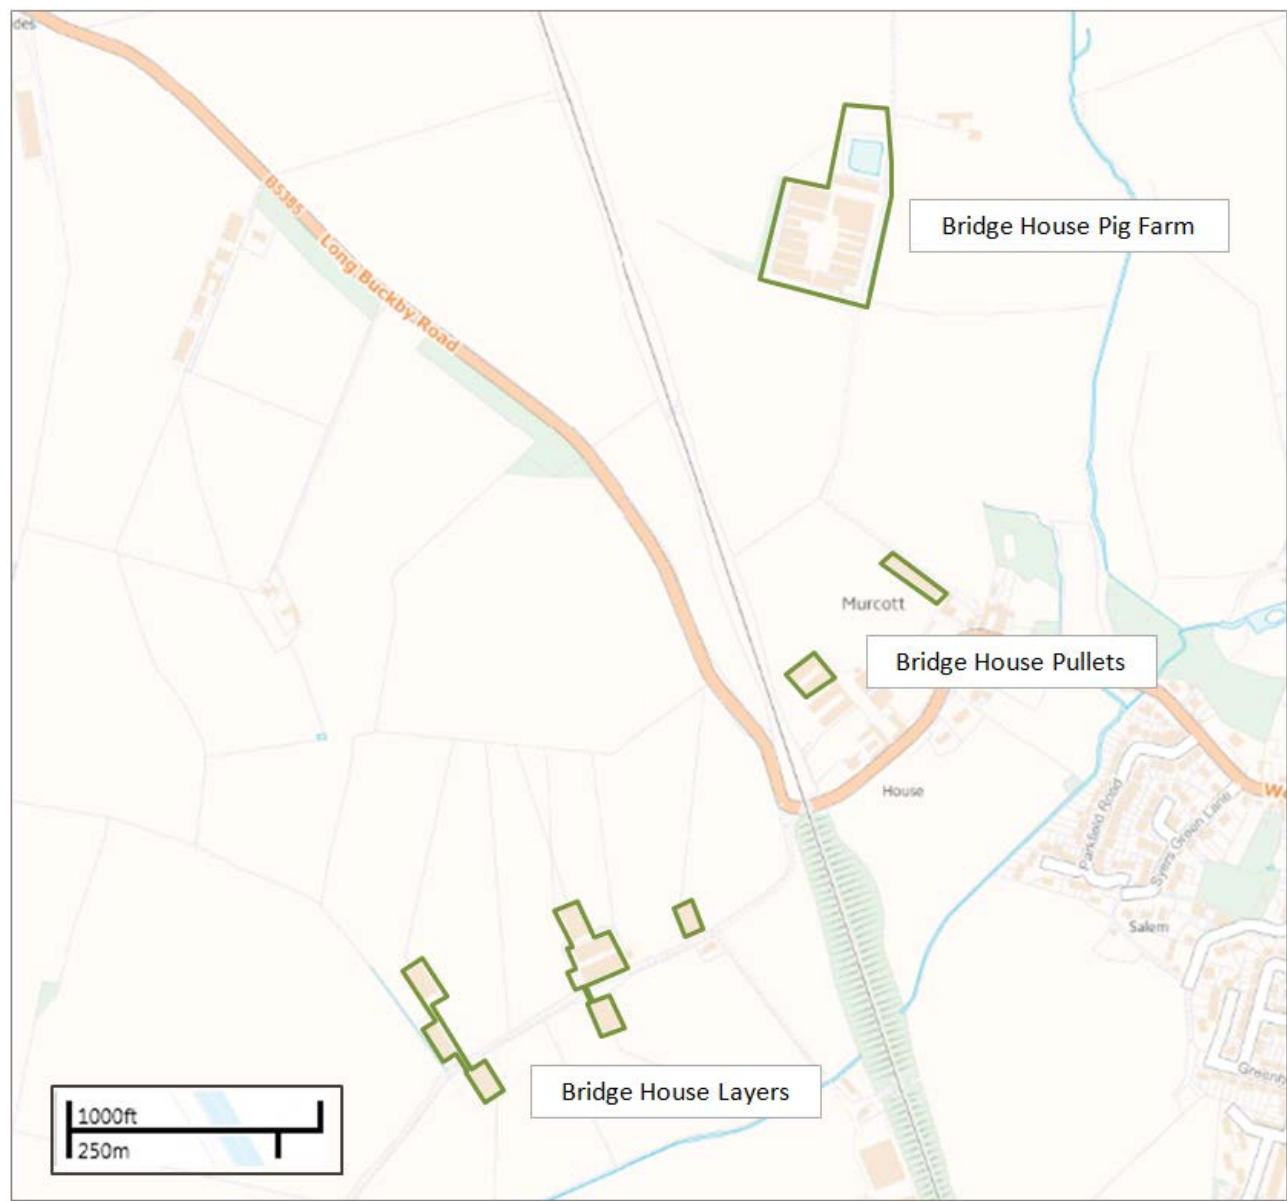 des
B5385
Long Buckby Road
Bridge House Pig Farm
Murcott
Bridge House Pullets
House
Parkfield Road
Syers Green Lane
Salem
Bridge House Layers
1000ft
250m